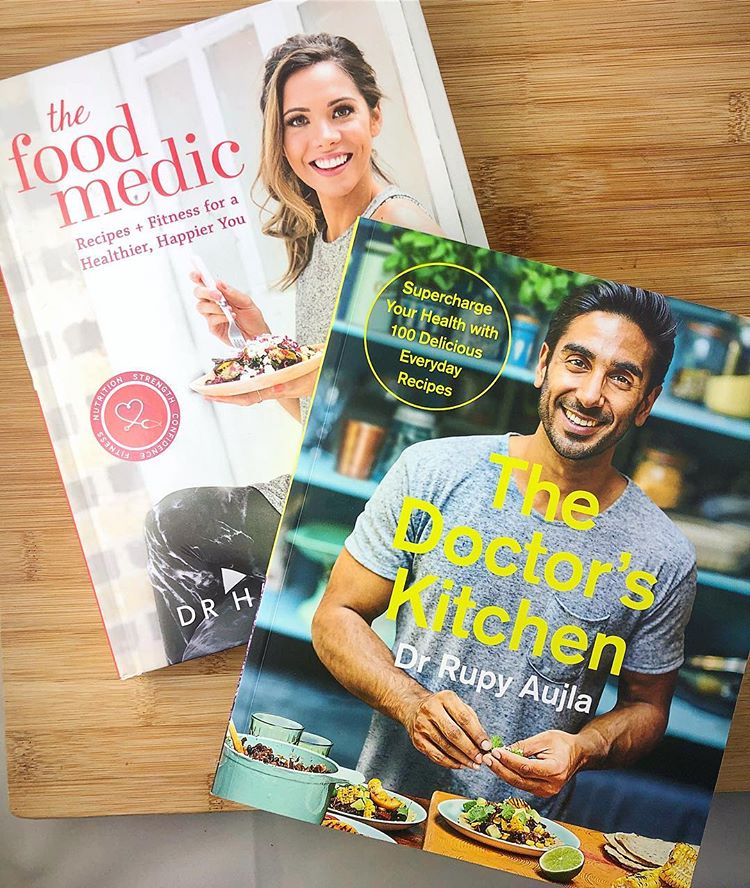 the
food
medic
Recipes + Fitness for a
Healthier, Happier You
NUTRITION STRENGTH CONFIDENCE FITNESS
DR H
Supercharge
Your Health with
100 Delicious
Everyday
Recipes
The
Doctor's
Kitchen
Dr Rupy Aujla